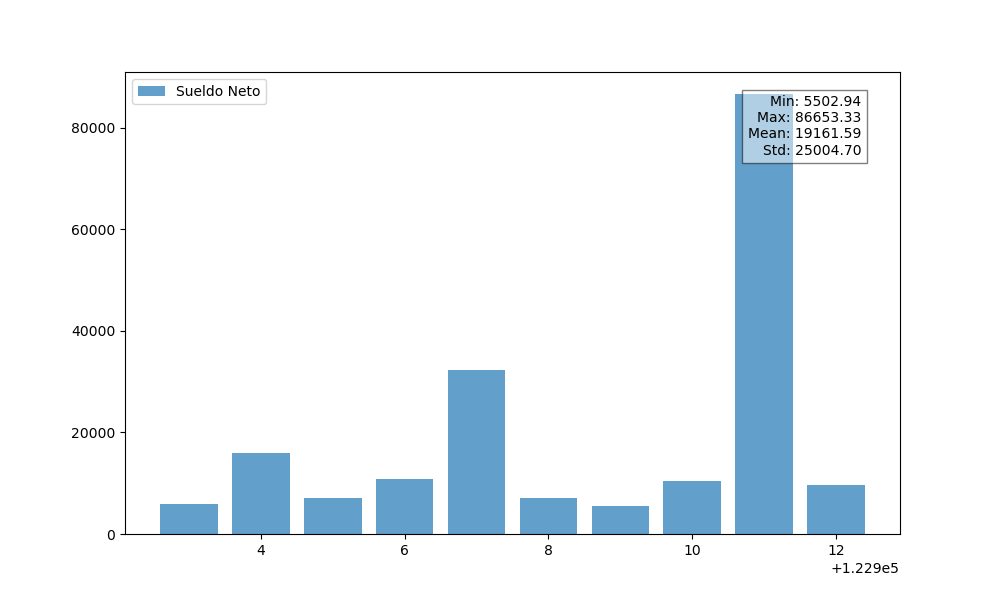 Sueldo Neto
Min: 5502.94
Max: 86653.33
Mean: 19161.59
Std: 25004.70
80000
60000
40000
20000
0
4 6 8 10 12
+1.229e5